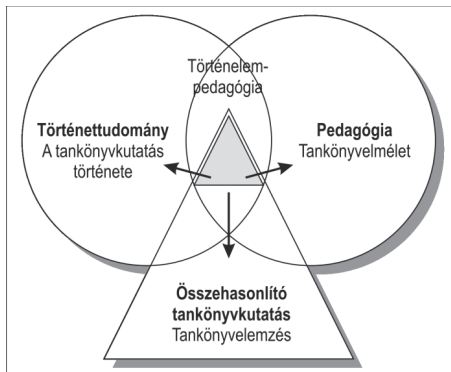 Történelem-
pedagógia
Történettudomány
A tankönyvkutatás
története
Pedagógia
Tankönyvelmélet
Összehasonlító
tankönyvkutatás
Tankönyvelemzés